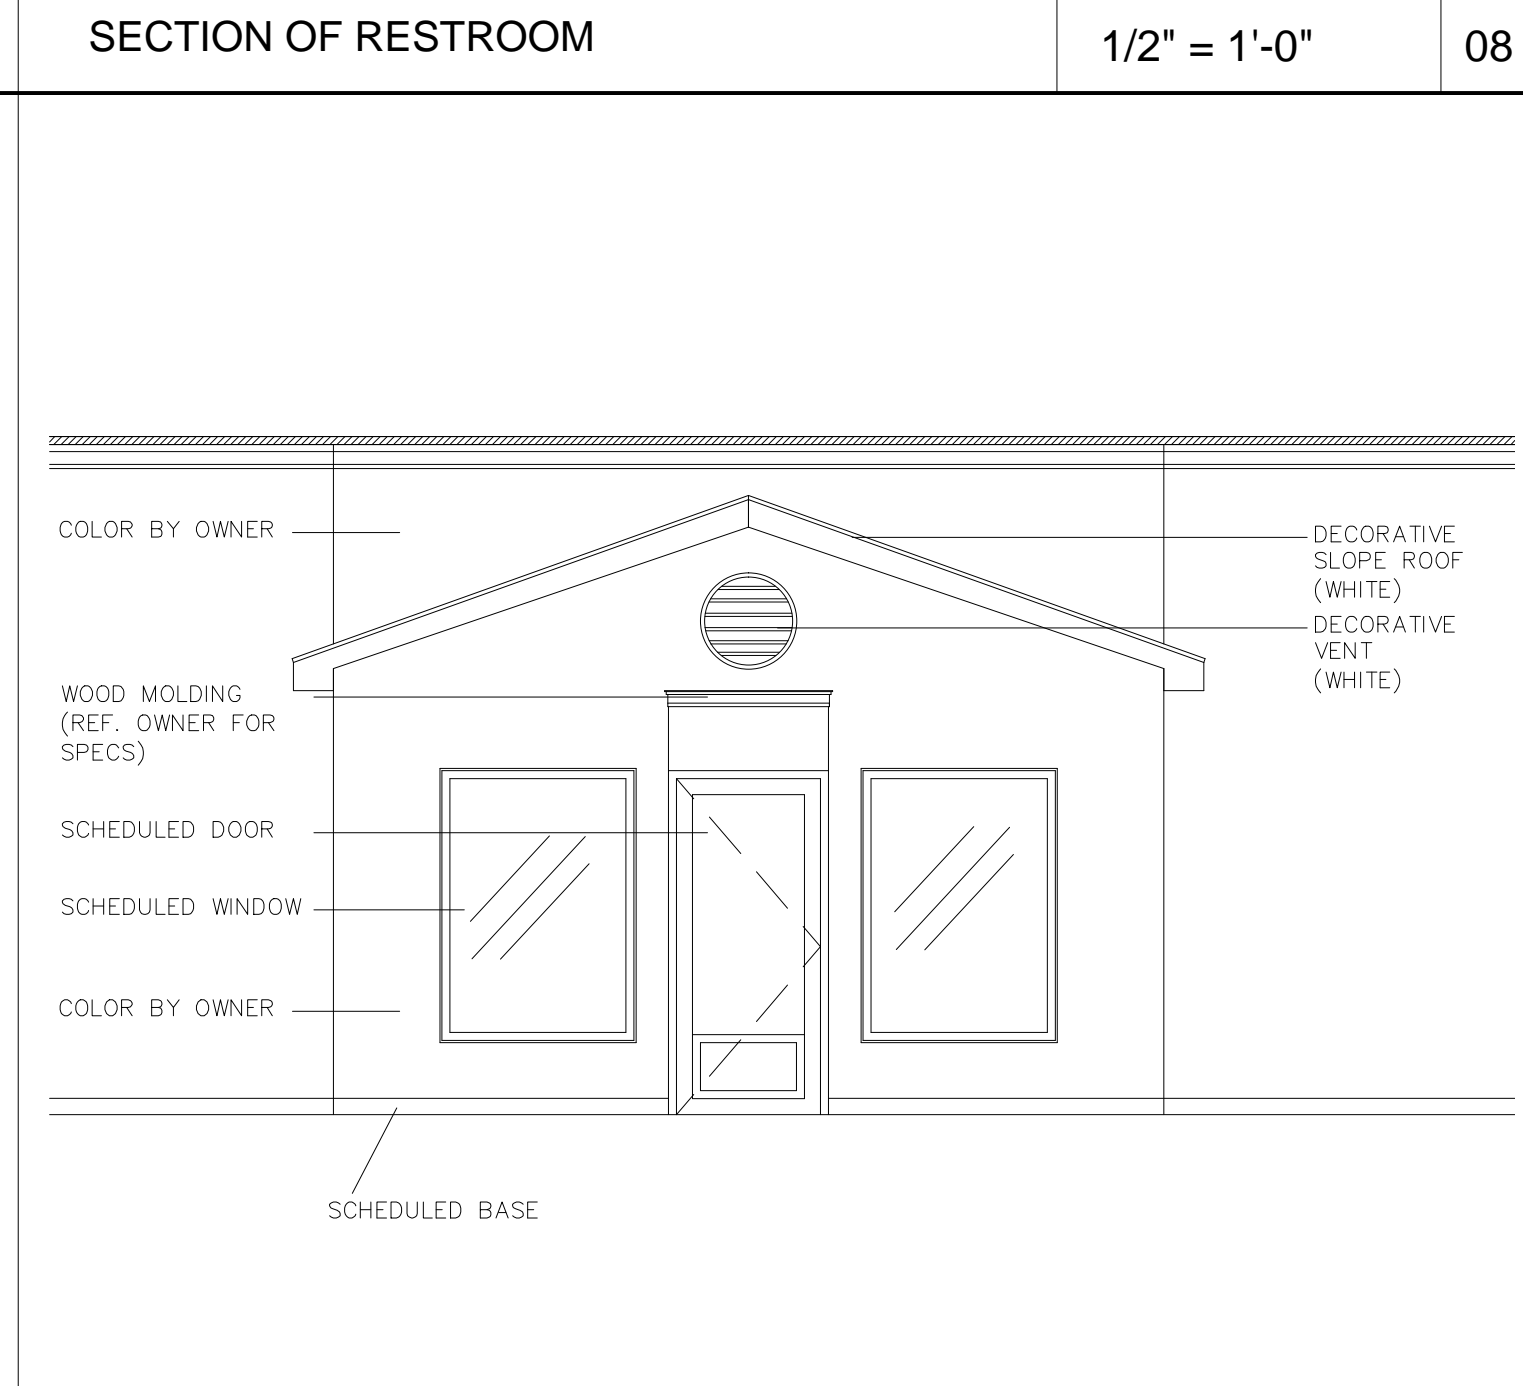 SECTION OF RESTROOM
1/2" = 1'-0"
08
COLOR BY OWNER
WOOD MOLDING
(REF. OWNER FOR
SPECS)
SCHEDULED DOOR
SCHEDULED WINDOW
COLOR BY OWNER
SCHEDULED BASE
DECORATIVE
SLOPE ROOF
(WHITE)
DECORATIVE
VENT
(WHITE)